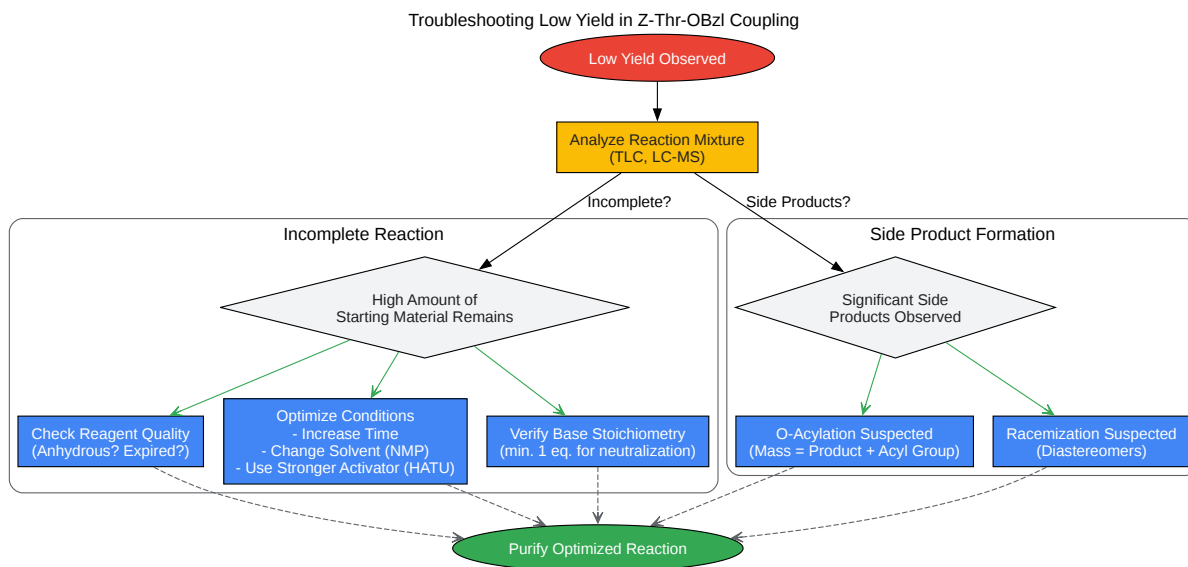 Troubleshooting Low Yield in Z-Thr-OBzl Coupling
Low Yield Observed
Analyze Reaction Mixture
(TLC, LC-MS)
Incomplete?
Side Products?
Incomplete Reaction
High Amount of
Starting Material Remains
Check Reagent Quality
(Anhydrous? Expired?)
Optimize Conditions
- Increase Time
- Change Solvent (NMP)
- Use Stronger Activator (HATU)
Verify Base Stoichiometry
(min. 1 eq. for neutralization)
Side Product Formation
Significant Side
Products Observed
O-Acylation Suspected
(Mass = Product + Acyl Group)
Racemization Suspected
(Diastereomers)
Purify Optimized Reaction